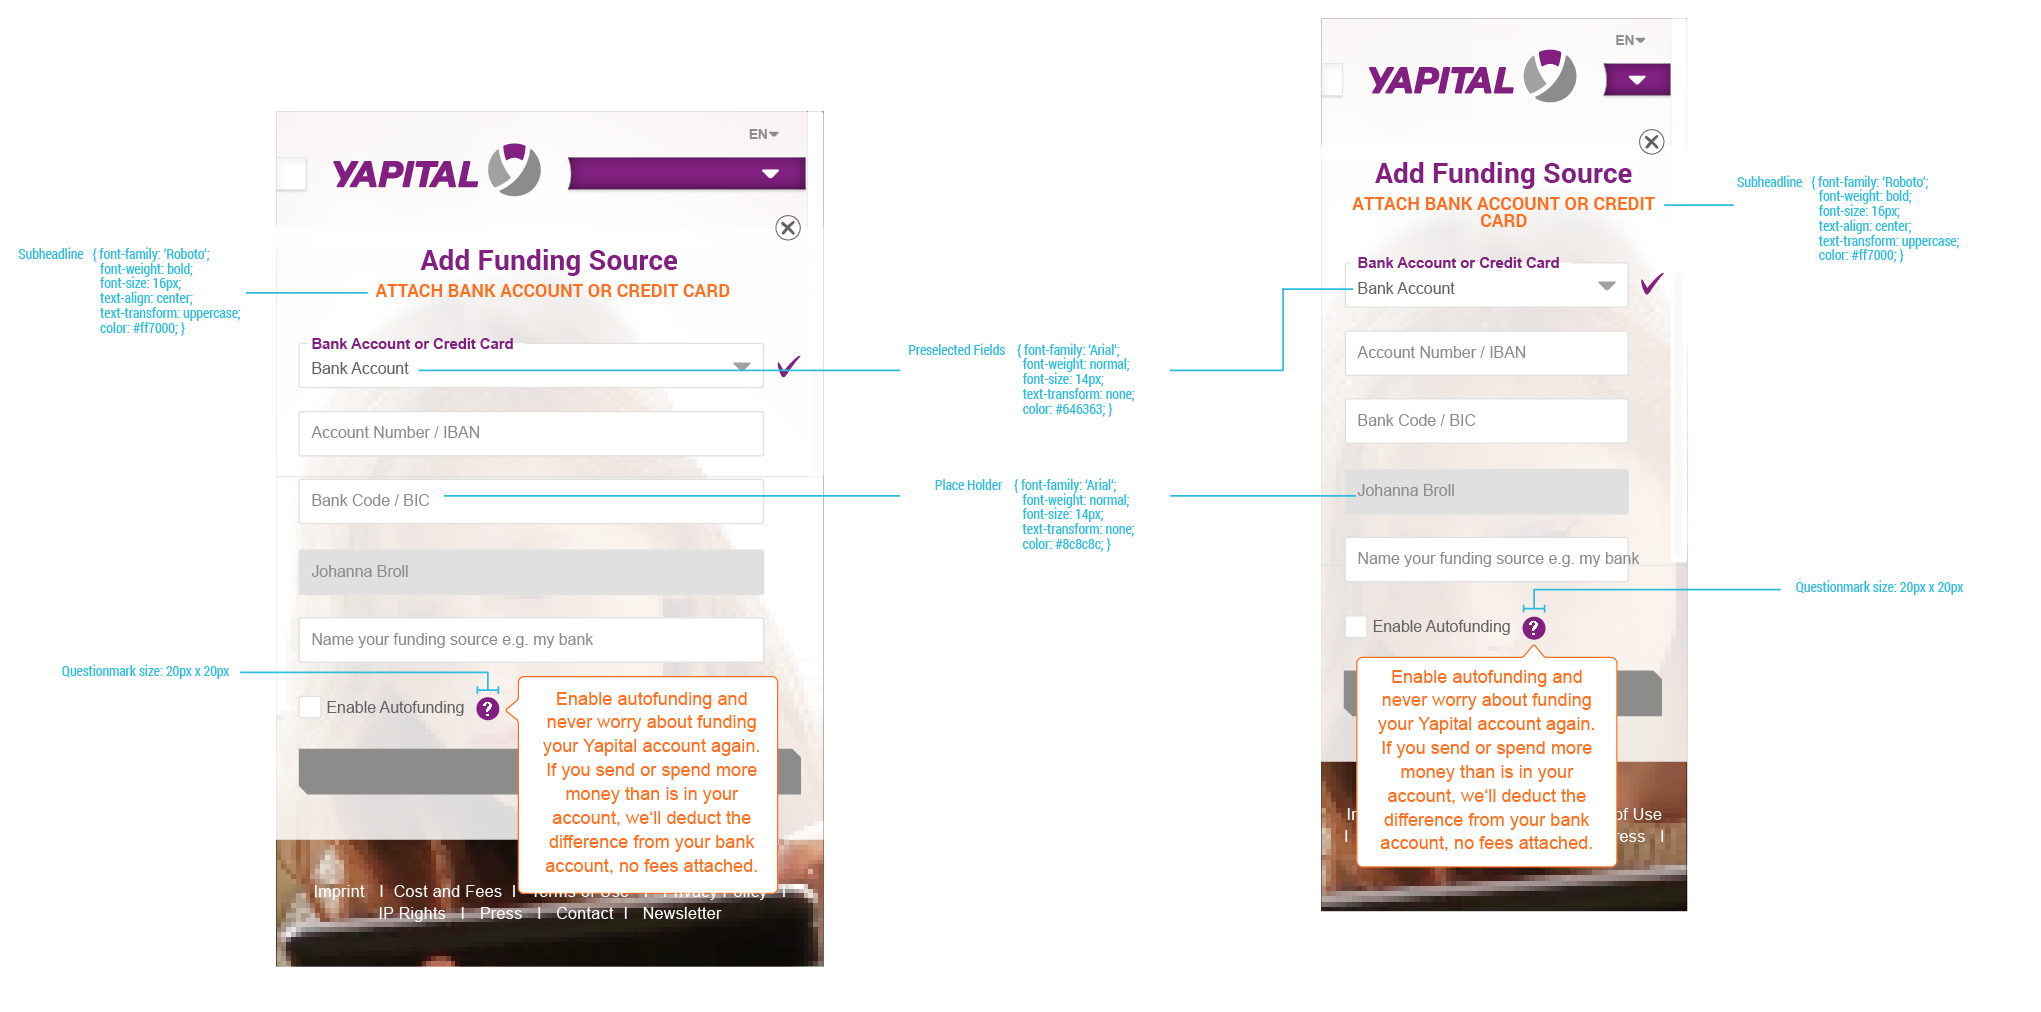 EN
YAPITAL
Add Funding Source
ATTACH BANK ACCOUNT OR CREDIT CARD
Bank Account or Credit Card
Bank Account
Account Number / IBAN
Bank Code / BIC
Johanna Broll
Name your funding source e.g. my bank
Enable Autofunding
?
Enable autofunding and
never worry about funding
your Yapital account again.
If you send or spend more
money than is in your
account, we'll deduct the
difference from your bank
account, no fees attached.
Imprint I Cost and Fees I Terms of Use I Privacy Policy I
IP Rights I Press I Contact I Newsletter
Subheadline { font-family: 'Roboto';
font-weight: bold;
font-size: 16px;
text-align: center;
text-transform: uppercase;
color: #ff7000; }
Questionmark size: 20px x 20px
Preselected Fields { font-family: 'Arial';
font-weight: normal;
font-size: 14px;
text-transform: none;
color: #646363; }
Place Holder { font-family: 'Arial';
font-weight: normal;
font-size: 14px;
text-transform: none;
color: #8c8c8c; }
EN
YAPITAL
Add Funding Source
ATTACH BANK ACCOUNT OR CREDIT
CARD
Bank Account or Credit Card
Bank Account
Account Number / IBAN
Bank Code / BIC
Johanna Broll
Name your funding source e.g. my bank
Enable Autofunding
?
Enable autofunding and
never worry about funding
your Yapital account again.
If you send or spend more
money than is in your
account, we'll deduct the
difference from your bank
account, no fees attached.
of Use
I ress I
Subheadline { font-family: 'Roboto';
font-weight: bold;
font-size: 16px;
text-align: center;
text-transform: uppercase;
color: #ff7000; }
Questionmark size: 20px x 20px